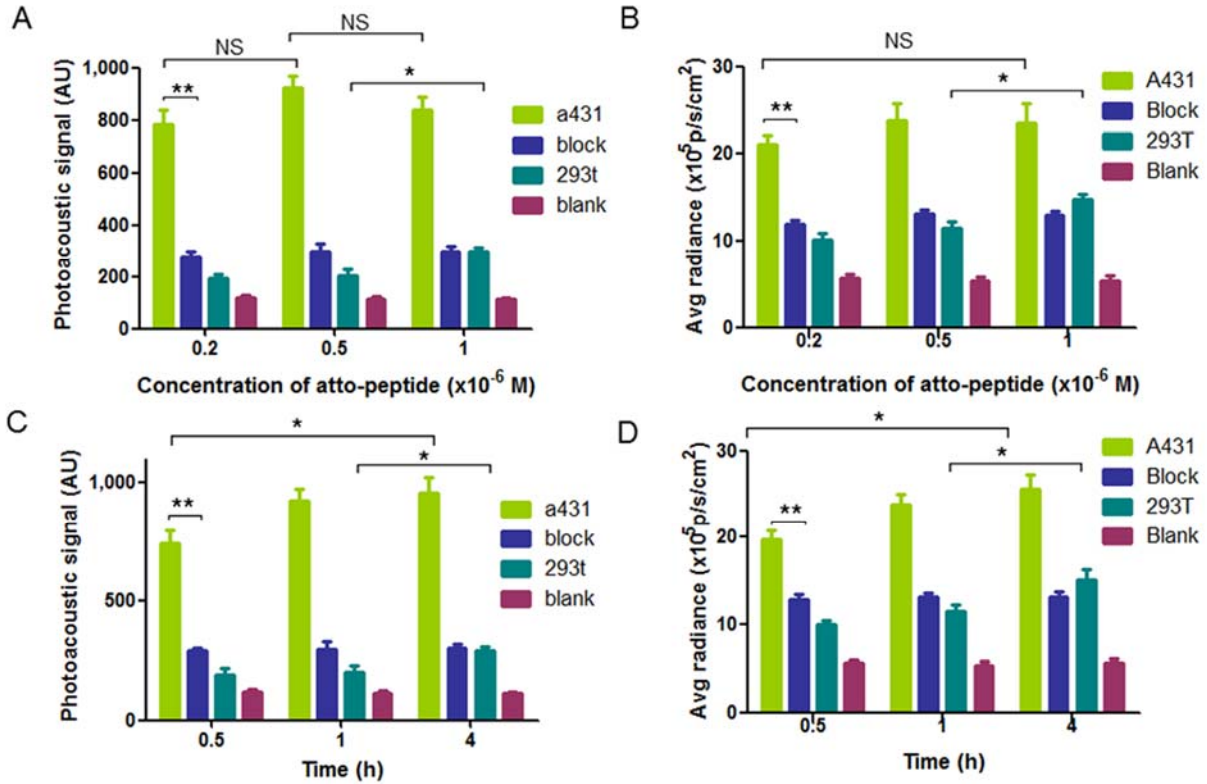 A
NS
NS
**
*
Photoacoustic signal (AU)
1,000
800
600
400
200
0
0.2
0.5
1
Concentration of atto-peptide (x10⁻⁶ M)
a431
block
293t
blank
B
NS
**
*
Avg radiance (x10⁵p/s/cm²)
30
20
10
0
0.2
0.5
1
Concentration of atto-peptide (x10⁻⁶ M)
A431
Block
293T
Blank
C
*
*
**
Photoacoustic signal (AU)
1,000
500
0
0.5
1
4
Time (h)
a431
block
293t
blank
D
*
*
**
Avg radiance (x10⁵p/s/cm²)
30
20
10
0
0.5
1
4
Time (h)
A431
Block
293T
Blank